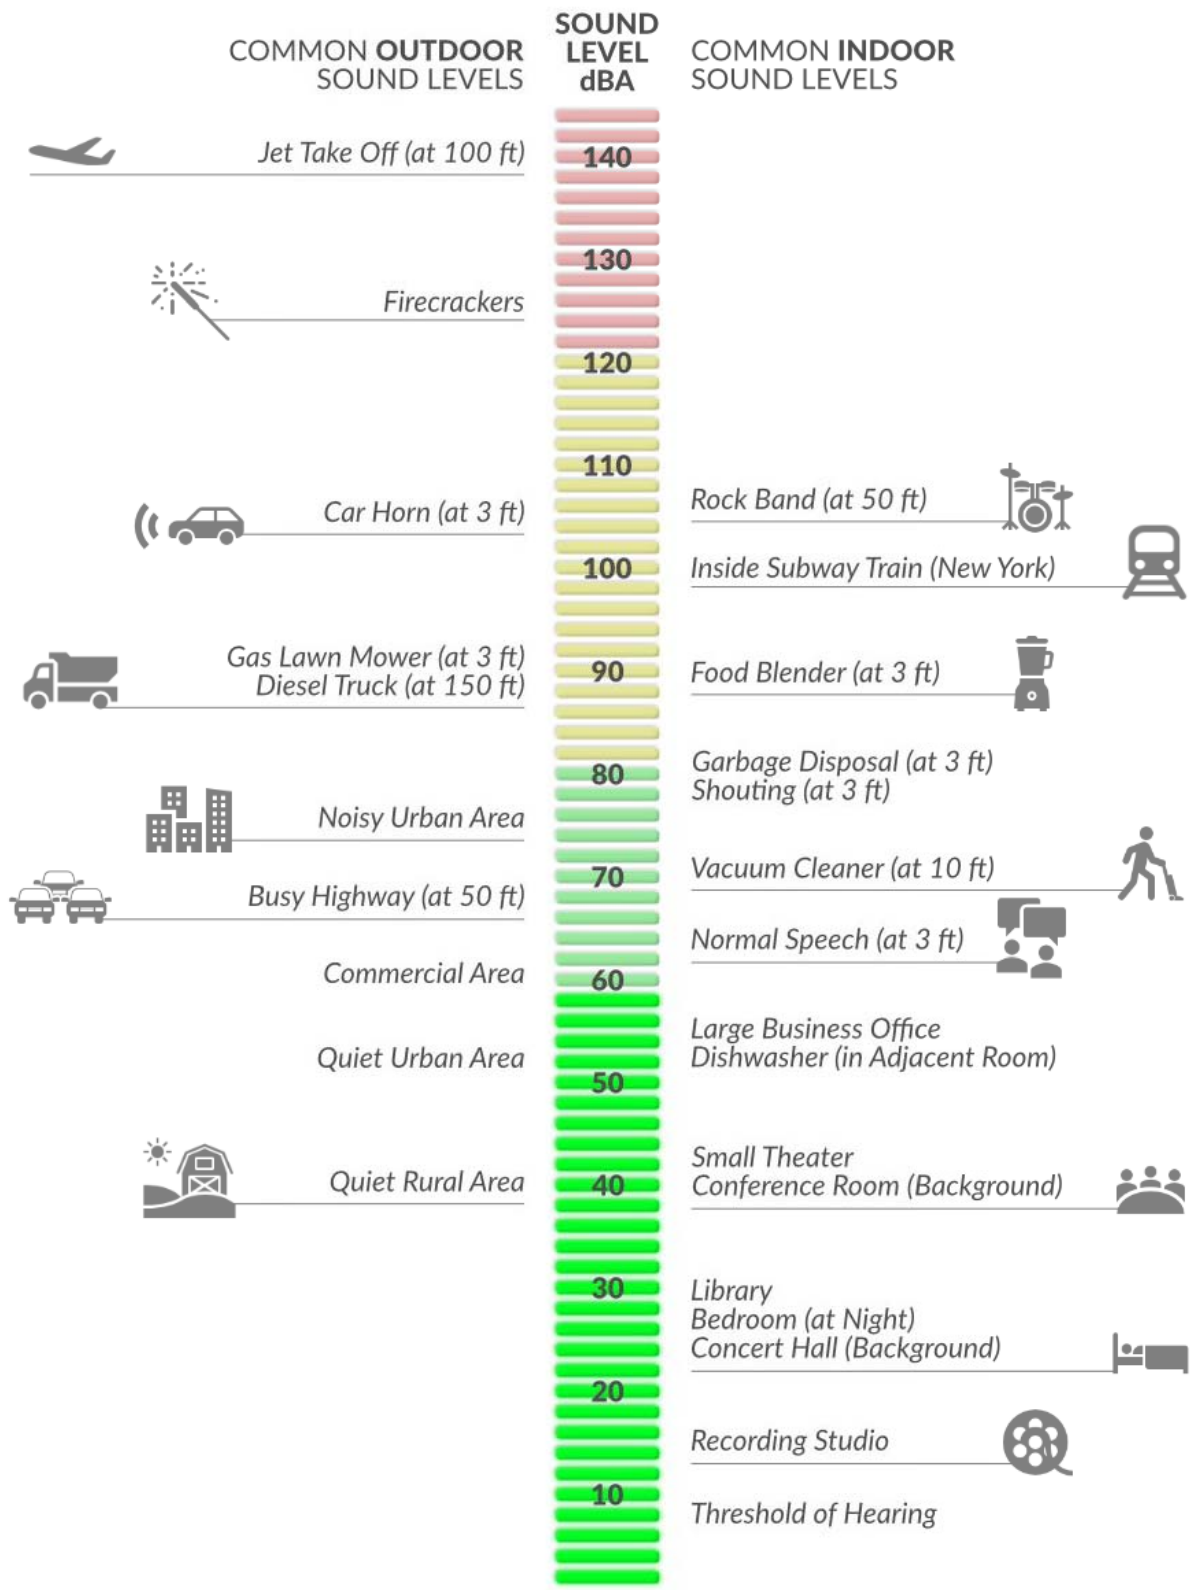 SOUND
LEVEL
dBA
COMMON OUTDOOR
SOUND LEVELS
COMMON INDOOR
SOUND LEVELS
Jet Take Off (at 100 ft)
140
130
Firecrackers
120
110
Car Horn (at 3 ft)
Rock Band (at 50 ft)
100
Inside Subway Train (New York)
Gas Lawn Mower (at 3 ft)
Diesel Truck (at 150 ft)
90
Food Blender (at 3 ft)
80
Garbage Disposal (at 3 ft)
Shouting (at 3 ft)
Noisy Urban Area
70
Vacuum Cleaner (at 10 ft)
Busy Highway (at 50 ft)
Normal Speech (at 3 ft)
Commercial Area
60
Quiet Urban Area
Large Business Office
Dishwasher (in Adjacent Room)
50
Quiet Rural Area
40
Small Theater
Conference Room (Background)
30
Library
Bedroom (at Night)
Concert Hall (Background)
20
Recording Studio
10
Threshold of Hearing